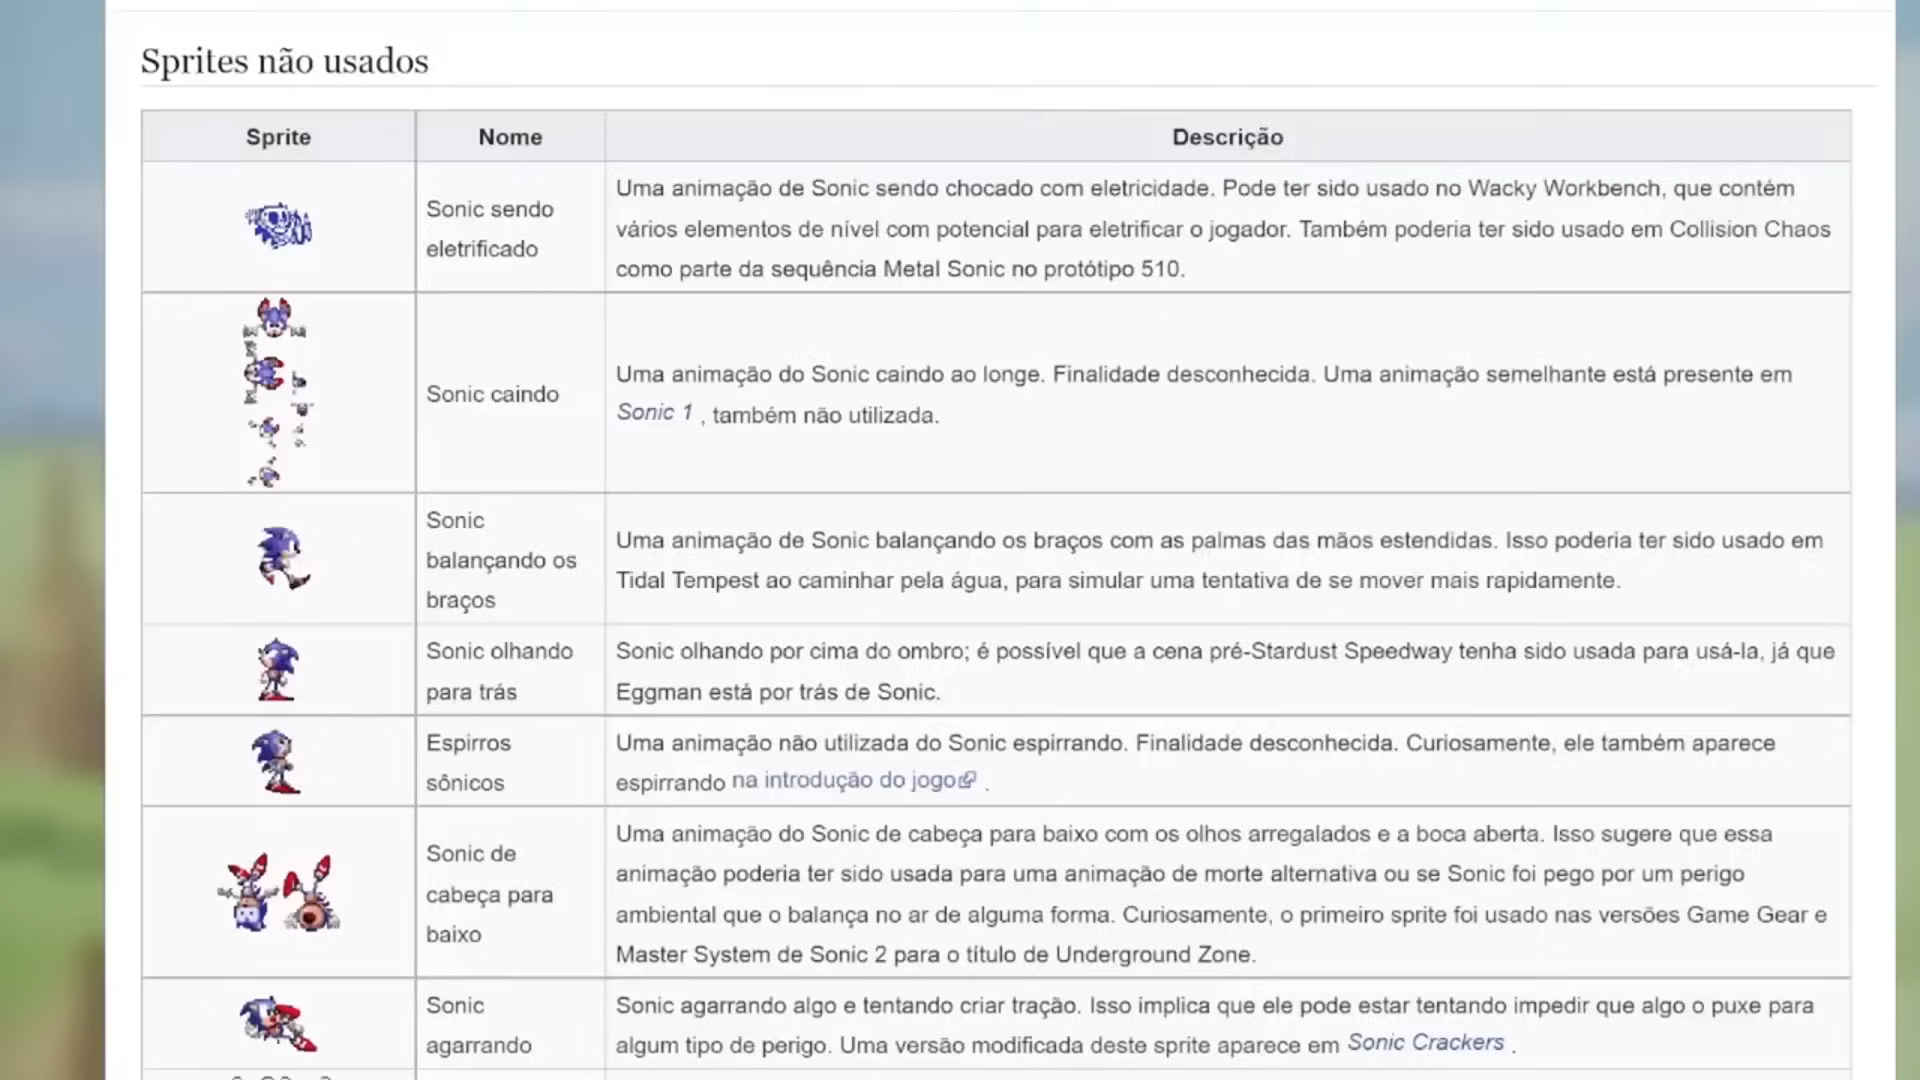 Sprites não usados
Sprite
Nome
Descrição
Sonic sendo
eletrificado
Uma animação de Sonic sendo chocado com eletricidade. Pode ter sido usado no Wacky Workbench, que contém
vários elementos de nível com potencial para eletrificar o jogador. Também poderia ter sido usado em Collision Chaos
como parte da sequência Metal Sonic no protótipo 510.
Sonic caindo
Uma animação do Sonic caindo ao longe. Finalidade desconhecida. Uma animação semelhante está presente em
Sonic 1 , também não utilizada.
Sonic
balançando os
braços
Uma animação de Sonic balançando os braços com as palmas das mãos estendidas. Isso poderia ter sido usado em
Tidal Tempest ao caminhar pela água, para simular uma tentativa de se mover mais rapidamente.
Sonic olhando
para trás
Sonic olhando por cima do ombro; é possível que a cena pré-Stardust Speedway tenha sido usada para usá-la, já que
Eggman está por trás de Sonic.
Espirros
sônicos
Uma animação não utilizada do Sonic espirrando. Finalidade desconhecida. Curiosamente, ele também aparece
espirrando na introdução do jogo .
Sonic de
cabeça para
baixo
Uma animação do Sonic de cabeça para baixo com os olhos arregalados e a boca aberta. Isso sugere que essa
animação poderia ter sido usada para uma animação de morte alternativa ou se Sonic foi pego por um perigo
ambiental que o balança no ar de alguma forma. Curiosamente, o primeiro sprite foi usado nas versões Game Gear e
Master System de Sonic 2 para o título de Underground Zone.
Sonic
agarrando
Sonic agarrando algo e tentando criar tração. Isso implica que ele pode estar tentando impedir que algo o puxe para
algum tipo de perigo. Uma versão modificada deste sprite aparece em Sonic Crackers .